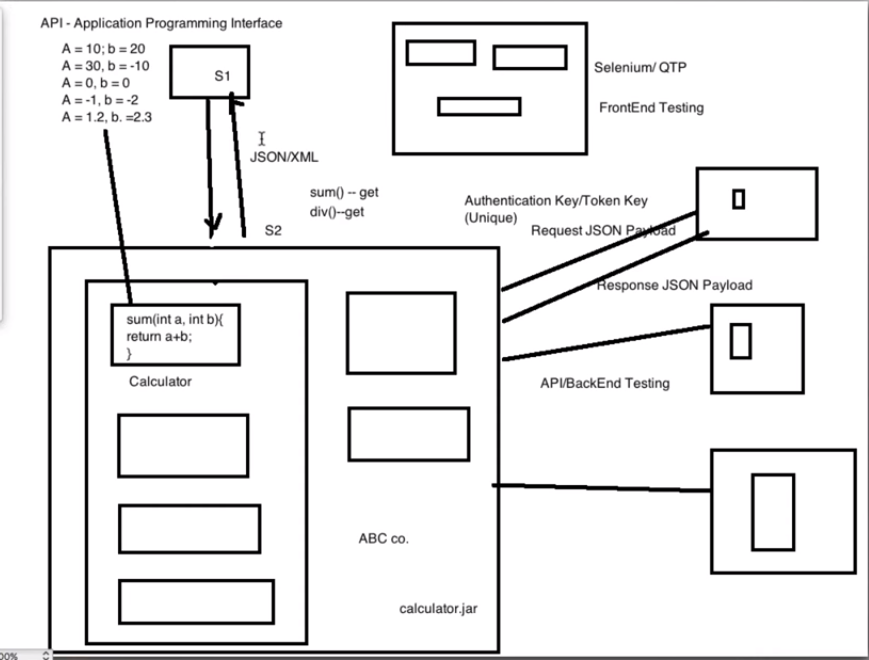 API - Application Programming Interface
A = 10; b = 20
A = 30, b = -10
A = 0, b = 0
A = -1, b = -2
A = 1.2, b. =2.3
S1
JSON/XML
sum() -- get
div()--get
S2
Selenium/ QTP
FrontEnd Testing
Authentication Key/Token Key
(Unique)
Request JSON Payload
Response JSON Payload
API/BackEnd Testing
sum(int a, int b){
return a+b;
}
Calculator
ABC co.
calculator.jar
00%